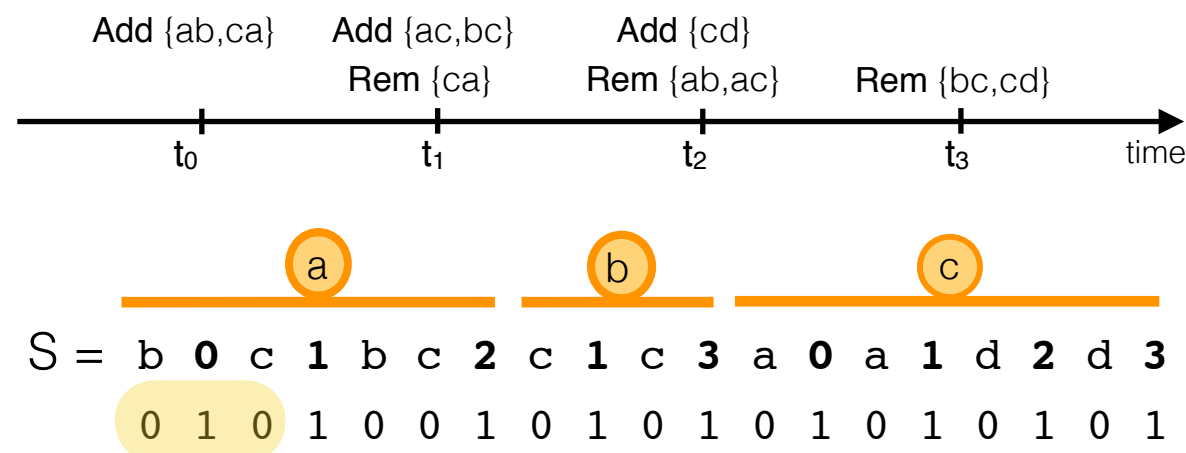 Add {ab,ca} Add {ac,bc} Add {cd}
Rem {ca} Rem {ab,ac} Rem {bc,cd}
t₀ t₁ t₂ t₃ time
a b c
S = b 0 c 1 b c 2 c 1 c 3 a 0 a 1 d 2 d 3
0 1 0 1 0 0 1 0 1 0 1 0 1 0 1 0 1 0 1